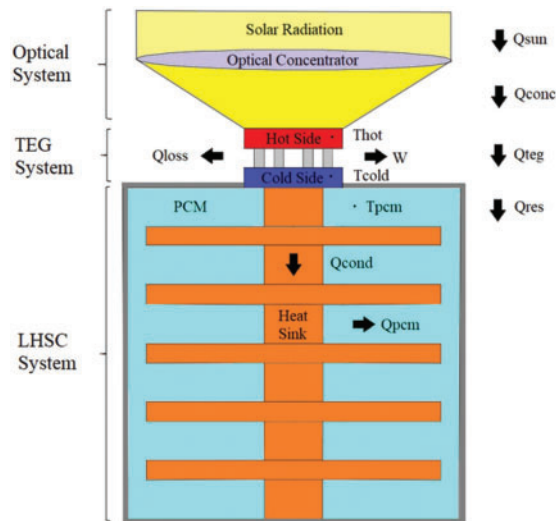 Optical
System
Solar Radiation
Optical Concentrator
Qsun
Qconc
TEG
System
Hot Side
Thot
Qloss
W
Cold Side
Tcold
Qteg
Qres
LHSC
System
PCM
Tpcm
Qcond
Heat
Sink
Qpcm